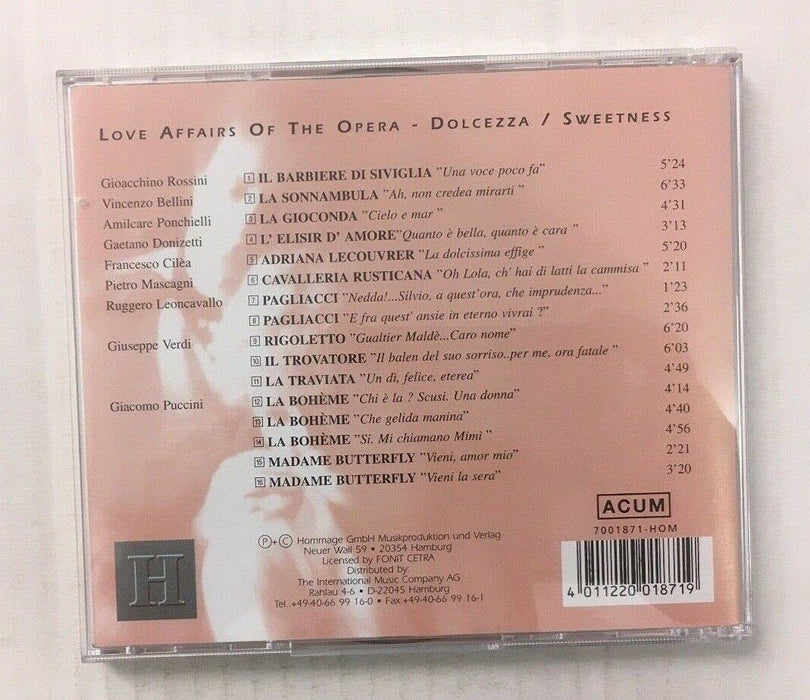 LOVE AFFAIRS OF THE OPERA - DOLCEZZA / SWEETNESS
Gioacchino Rossini 1 IL BARBIERE DI SIVIGLIA "Una voce poco fa" 5'24
Vincenzo Bellini 2 LA SONNAMBULA "Ah, non credea mirarti " 6'33
Amilcare Ponchielli 3 LA GIOCONDA "Cielo e mar " 4'31
Gaetano Donizetti 4 L' ELISIR D' AMORE"Quanto è bella, quanto è cara " 3'13
Francesco Cilèa 5 ADRIANA LECOUVRER "La dolcissima effige " 5'20
Pietro Mascagni 6 CAVALLERIA RUSTICANA "Oh Lola, ch' hai di latti la cammisa " 2'11
Ruggero Leoncavallo 7 PAGLIACCI "Nedda!...Silvio, a quest'ora, che imprudenza..." 1'23
8 PAGLIACCI "E fra quest' ansie in eterno vivrai ?" 2'36
Giuseppe Verdi 9 RIGOLETTO "Gualtier Maldè...Caro nome" 6'20
10 IL TROVATORE "Il balen del suo sorriso..per me, ora fatale " 6'03
11 LA TRAVIATA "Un dì, felice, eterea" 4'49
Giacomo Puccini 12 LA BOHÈME "Chi è la ? Scusi. Una donna" 4'14
13 LA BOHÈME "Che gelida manina" 4'40
14 LA BOHÈME "Si. Mi chiamano Mimì " 4'56
15 MADAME BUTTERFLY "Vieni, amor mio" 2'21
16 MADAME BUTTERFLY "Vieni la sera" 3'20
ACUM
7001871-HOM
H
P+C Hommage GmbH Musikproduktion und Verlag
Neuer Wall 59 • 20354 Hamburg
Licensed by FONIT CETRA
Distributed by:
The International Music Company AG
Rahlau 4-6 • D-22045 Hamburg
Tel.+49-40-66 99 16-0 • Fax:+49-40-66 99 16-1
4 011220 018719